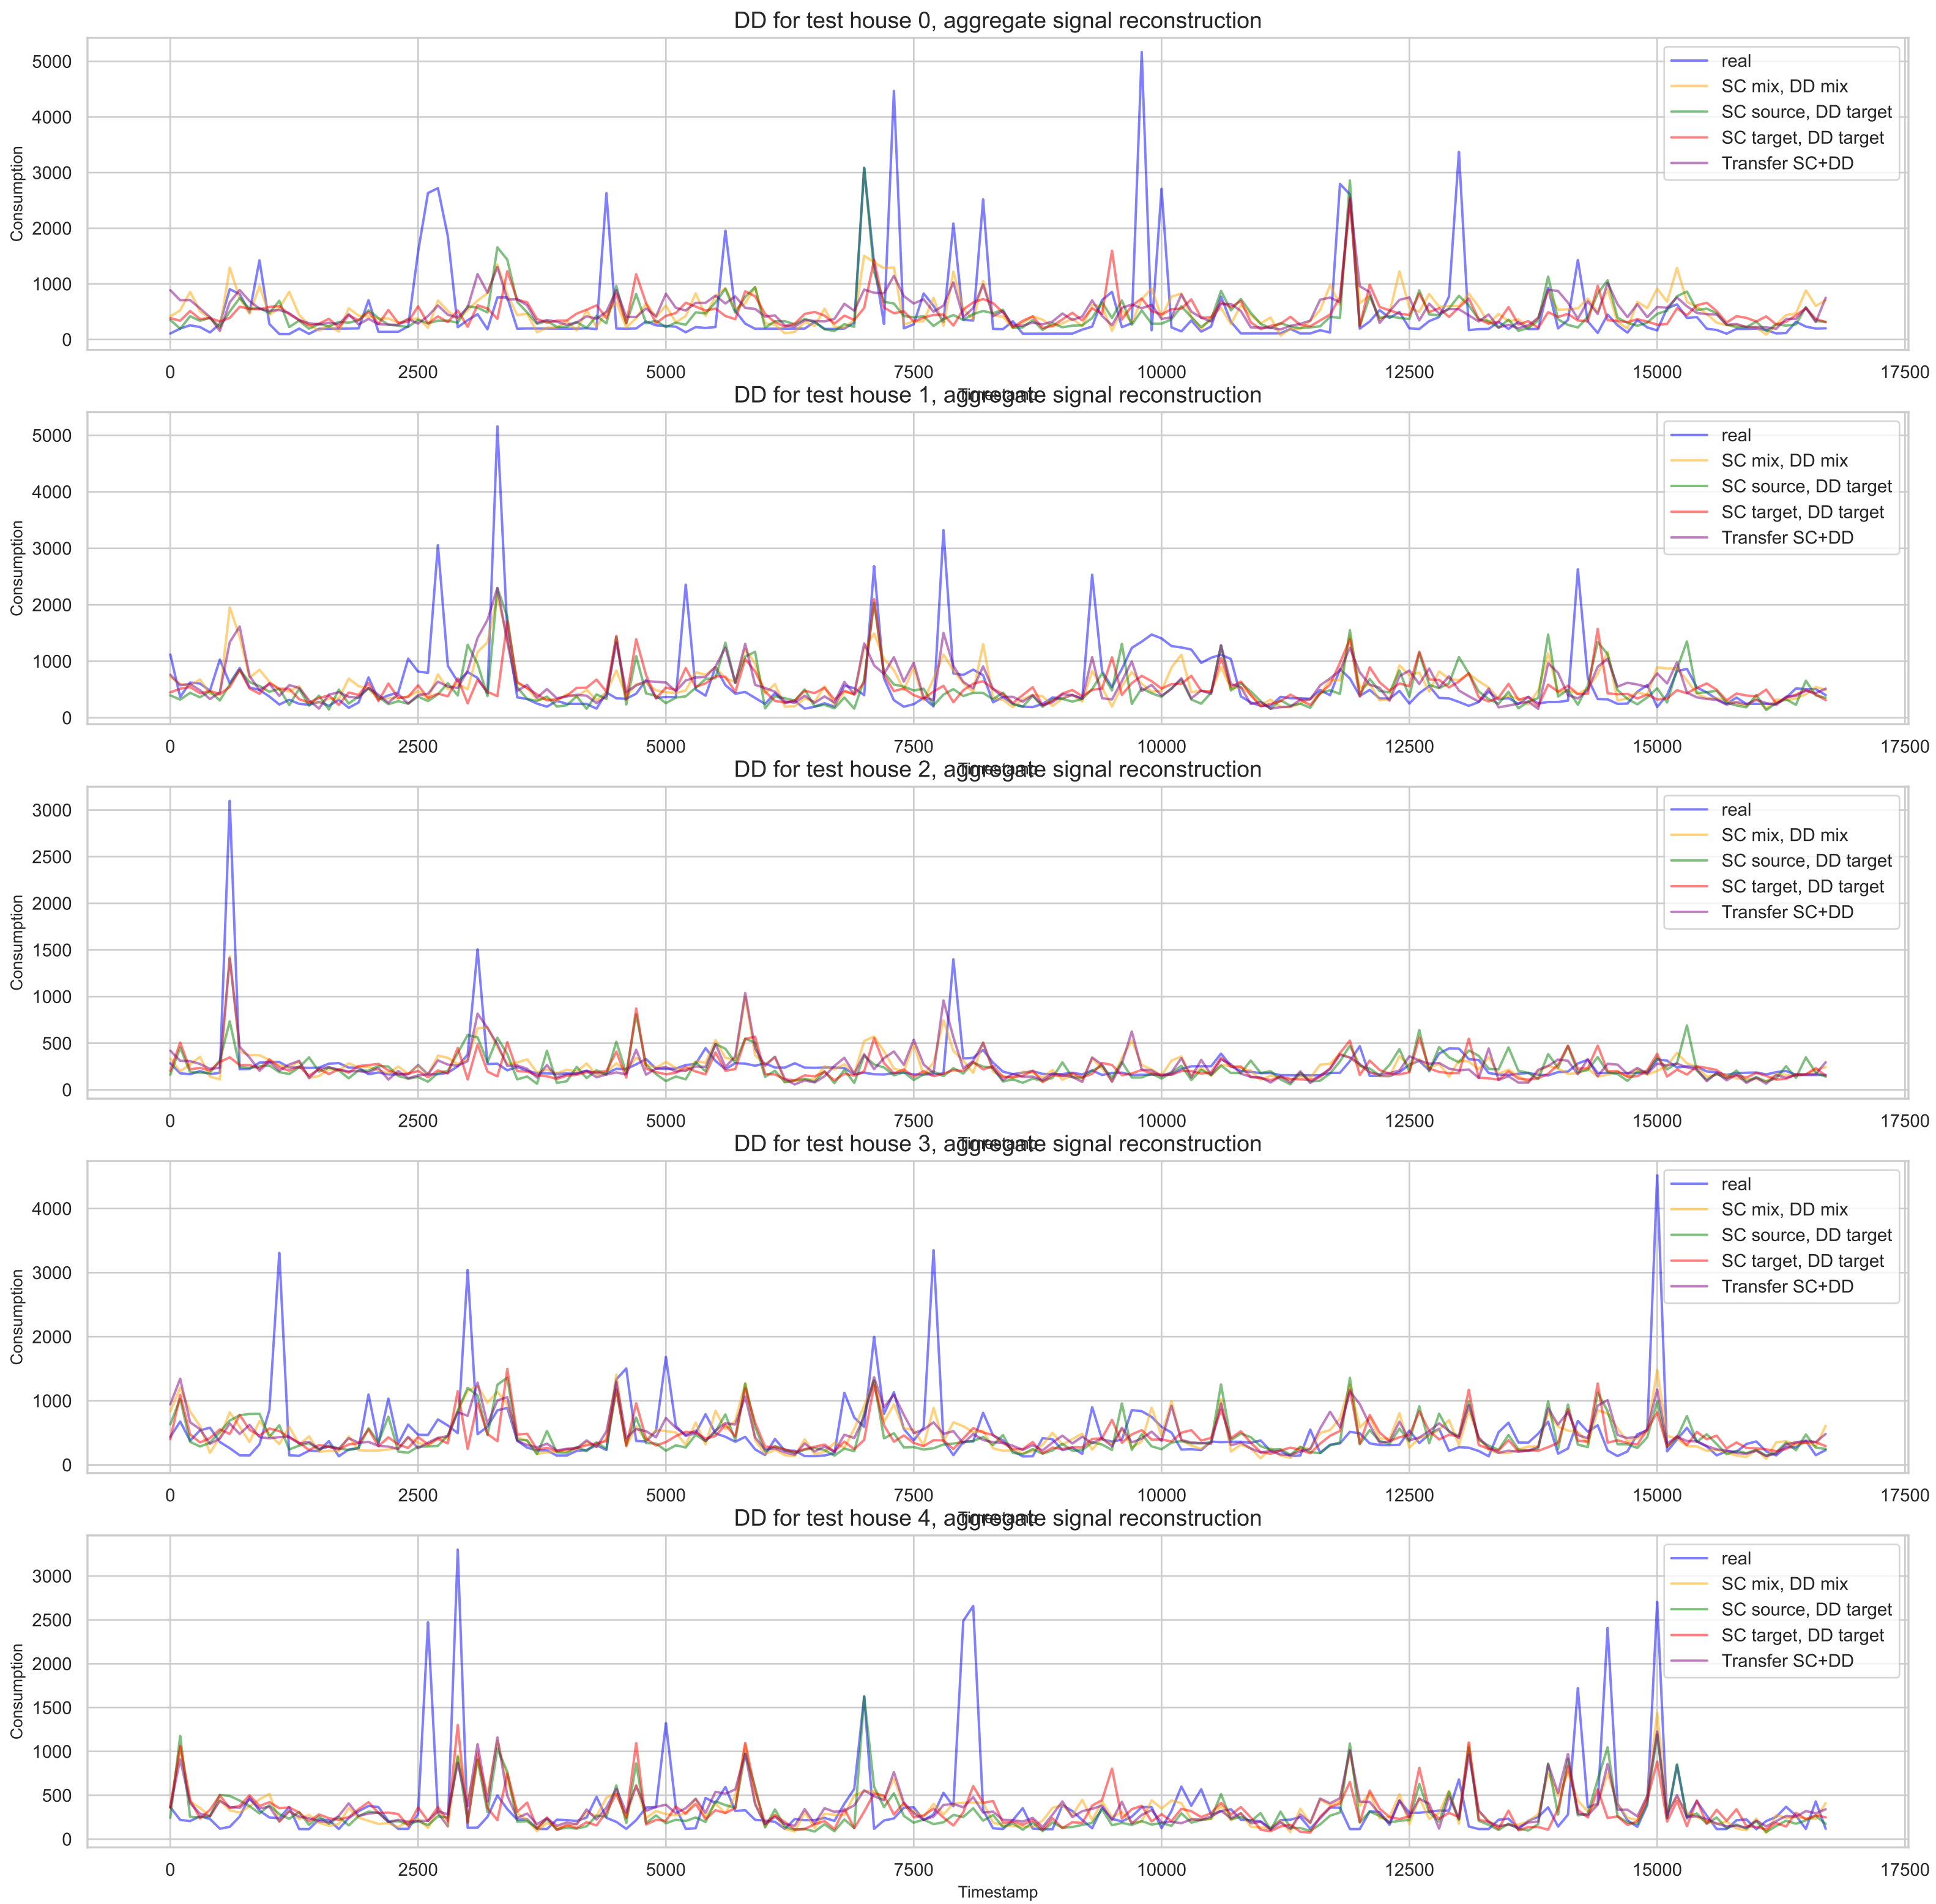 DD for test house 0, aggregate signal reconstruction
5000
4000
3000
2000
1000
0
Consumption
real
SC mix, DD mix
SC source, DD target
SC target, DD target
Transfer SC+DD
0 2500 5000 7500 10000 12500 15000 17500
Timestamp
DD for test house 1, aggregate signal reconstruction
5000
4000
3000
2000
1000
0
Consumption
real
SC mix, DD mix
SC source, DD target
SC target, DD target
Transfer SC+DD
0 2500 5000 7500 10000 12500 15000 17500
Timestamp
DD for test house 2, aggregate signal reconstruction
3000
2500
2000
1500
1000
500
0
Consumption
real
SC mix, DD mix
SC source, DD target
SC target, DD target
Transfer SC+DD
0 2500 5000 7500 10000 12500 15000 17500
Timestamp
DD for test house 3, aggregate signal reconstruction
4000
3000
2000
1000
0
Consumption
real
SC mix, DD mix
SC source, DD target
SC target, DD target
Transfer SC+DD
0 2500 5000 7500 10000 12500 15000 17500
Timestamp
DD for test house 4, aggregate signal reconstruction
3000
2500
2000
1500
1000
500
0
Consumption
real
SC mix, DD mix
SC source, DD target
SC target, DD target
Transfer SC+DD
0 2500 5000 7500 10000 12500 15000 17500
Timestamp